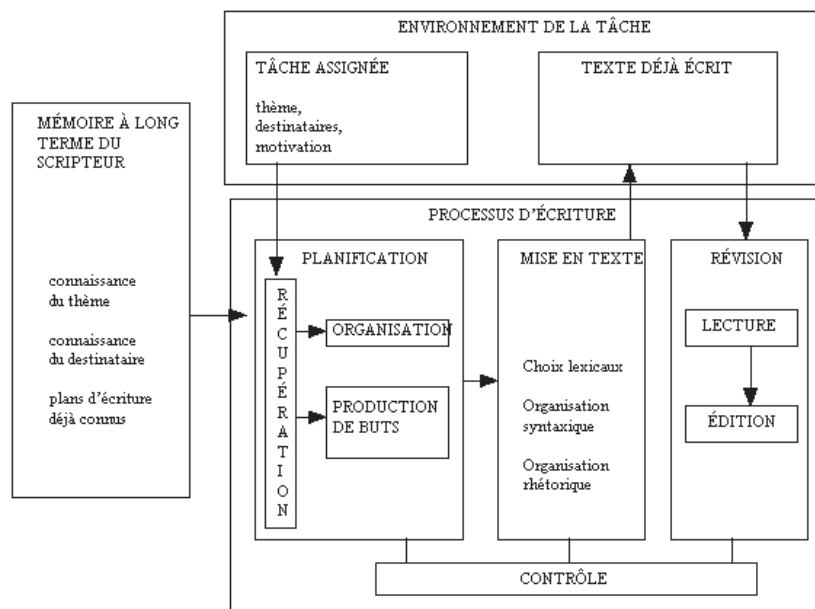 ENVIRONNEMENT DE LA TÂCHE
TÂCHE ASSIGNÉE
thème,
destinataires,
motivation
TEXTE DÉJÀ ÉCRIT
MÉMOIRE À LONG
TERME DU
SCRIPTEUR
connaissance
du thème
connaissance
du destinataire
plans d'écriture
déjà connus
PROCESSUS D'ÉCRITURE
PLANIFICATION
RÉCUPÉRATION
ORGANISATION
PRODUCTION
DE BUTS
MISE EN TEXTE
Choix lexicaux
Organisation
syntaxique
Organisation
rhétorique
RÉVISION
LECTURE
ÉDITION
CONTRÔLE